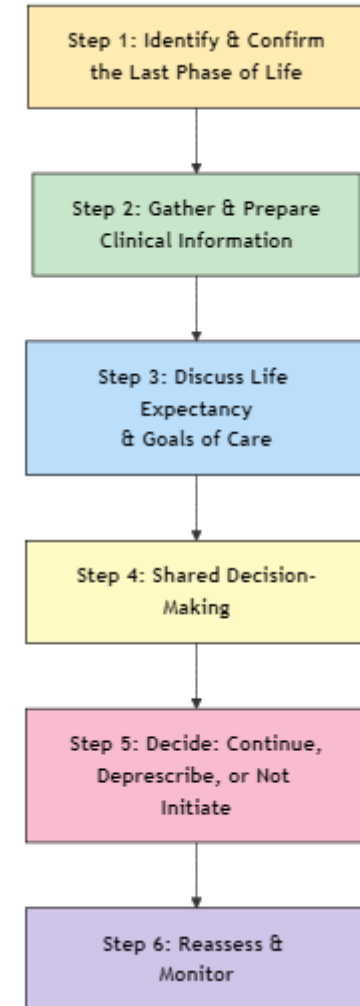 Step 1: Identify & Confirm
the Last Phase of Life
Step 2: Gather & Prepare
Clinical Information
Step 3: Discuss Life
Expectancy
& Goals of Care
Step 4: Shared Decision-
Making
Step 5: Decide: Continue,
Deprescribe, or Not
Initiate
Step 6: Reassess &
Monitor